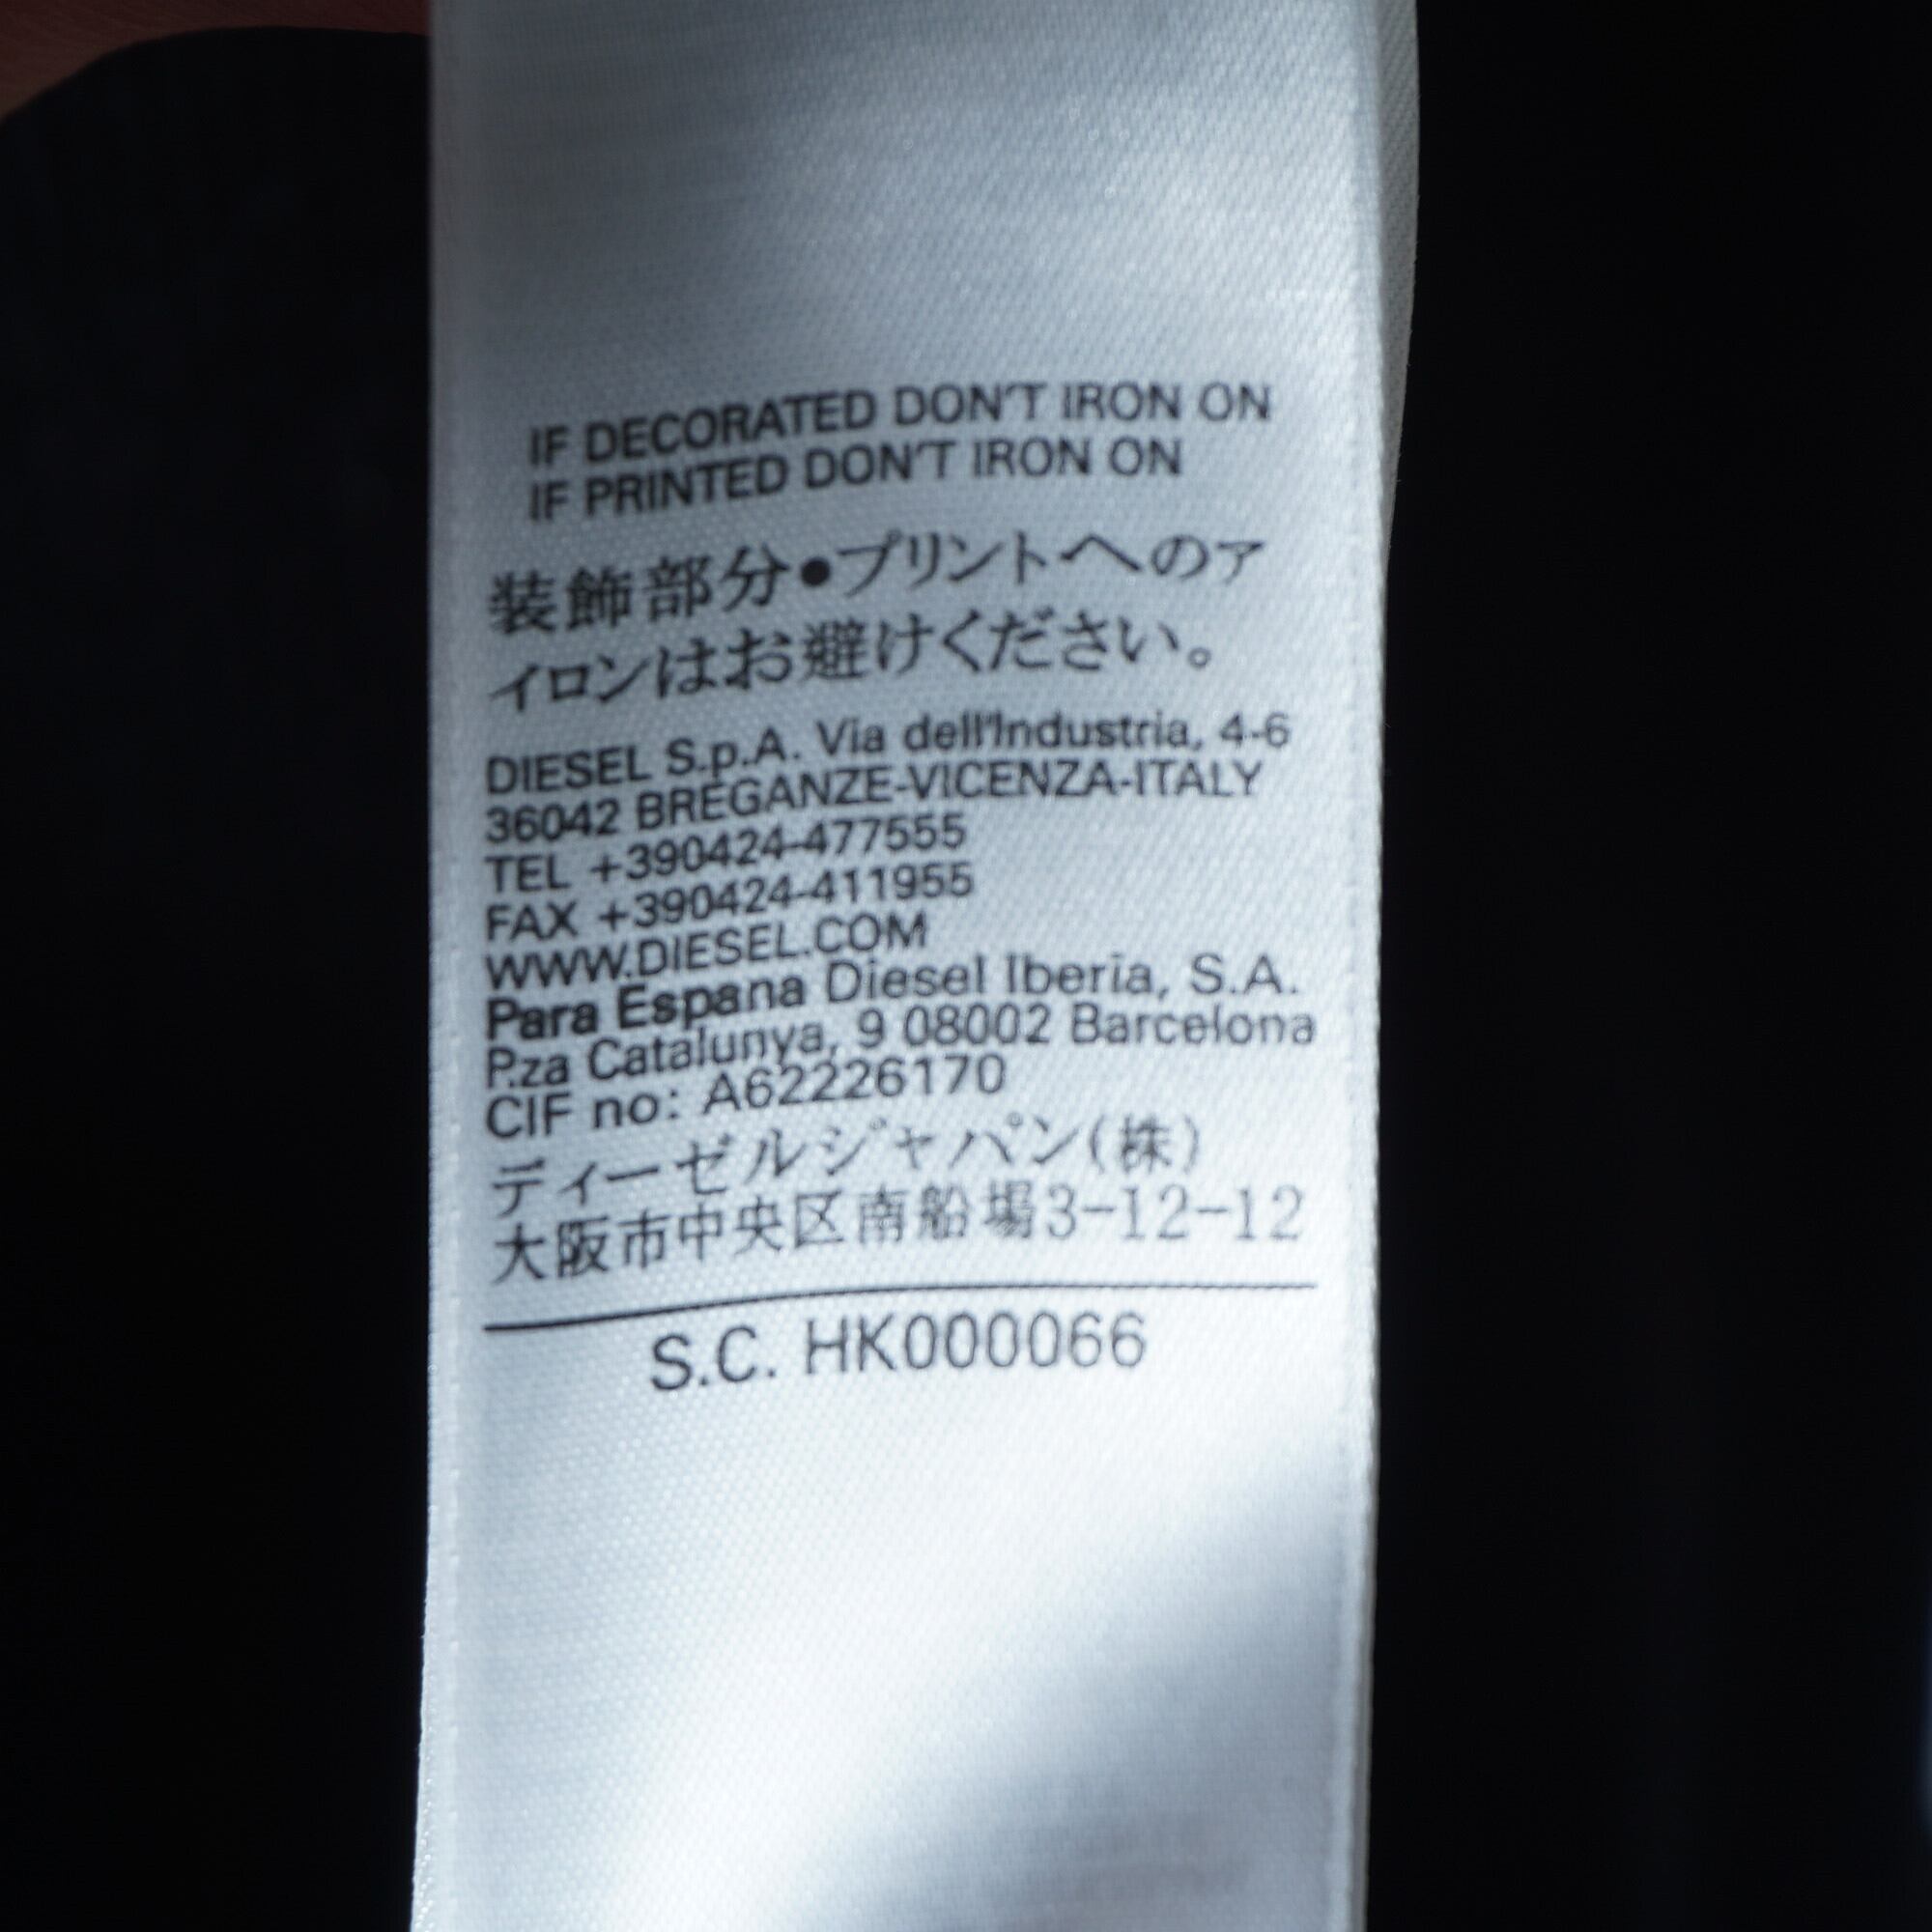 IF DECORATED DON'T IRON ON
IF PRINTED DON'T IRON ON
装飾部分●プリントへのア
イロンはお避けください。
DIESEL S.p.A. Via dell'Industria, 4-6
36042 BREGANZE-VICENZA-ITALY
TEL +390424-477555
FAX +390424-411955
WWW.DIESEL.COM
Para Espana Diesel Iberia, S.A.
P.za Catalunya, 9 08002 Barcelona
CIF no: A62226170
ディーゼルジャパン(株)
大阪市中央区南船場3-12-12
S.C. HK000066